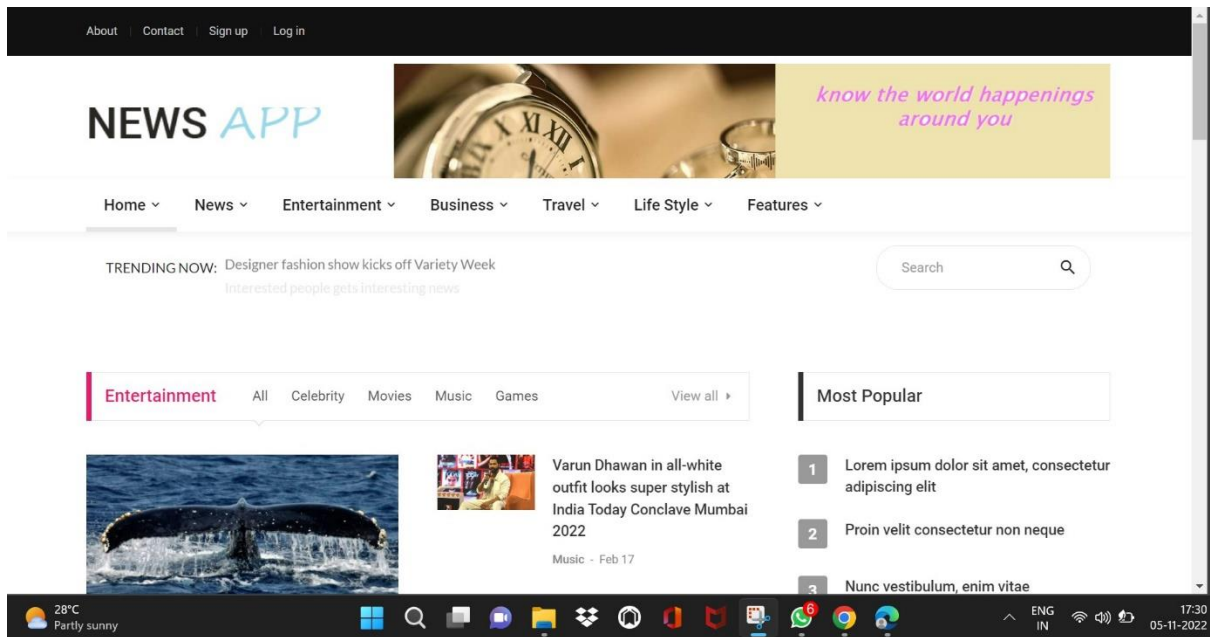 About Contact Sign up Log in
NEWS APP
know the world happenings
around you
Home News Entertainment Business Travel Life Style Features
TRENDING NOW: Designer fashion show kicks off Variety Week
Interested people gets interesting news
Search
Entertainment All Celebrity Movies Music Games View all
Most Popular
Varun Dhawan in all-white
outfit looks super stylish at
India Today Conclave Mumbai
2022
Music - Feb 17
1 Lorem ipsum dolor sit amet, consectetur
adipiscing elit
2 Proin velit consectetur non neque
3 Nunc vestibulum, enim vitae
28°C
Partly sunny
6
ENG
IN
17:30
05-11-2022